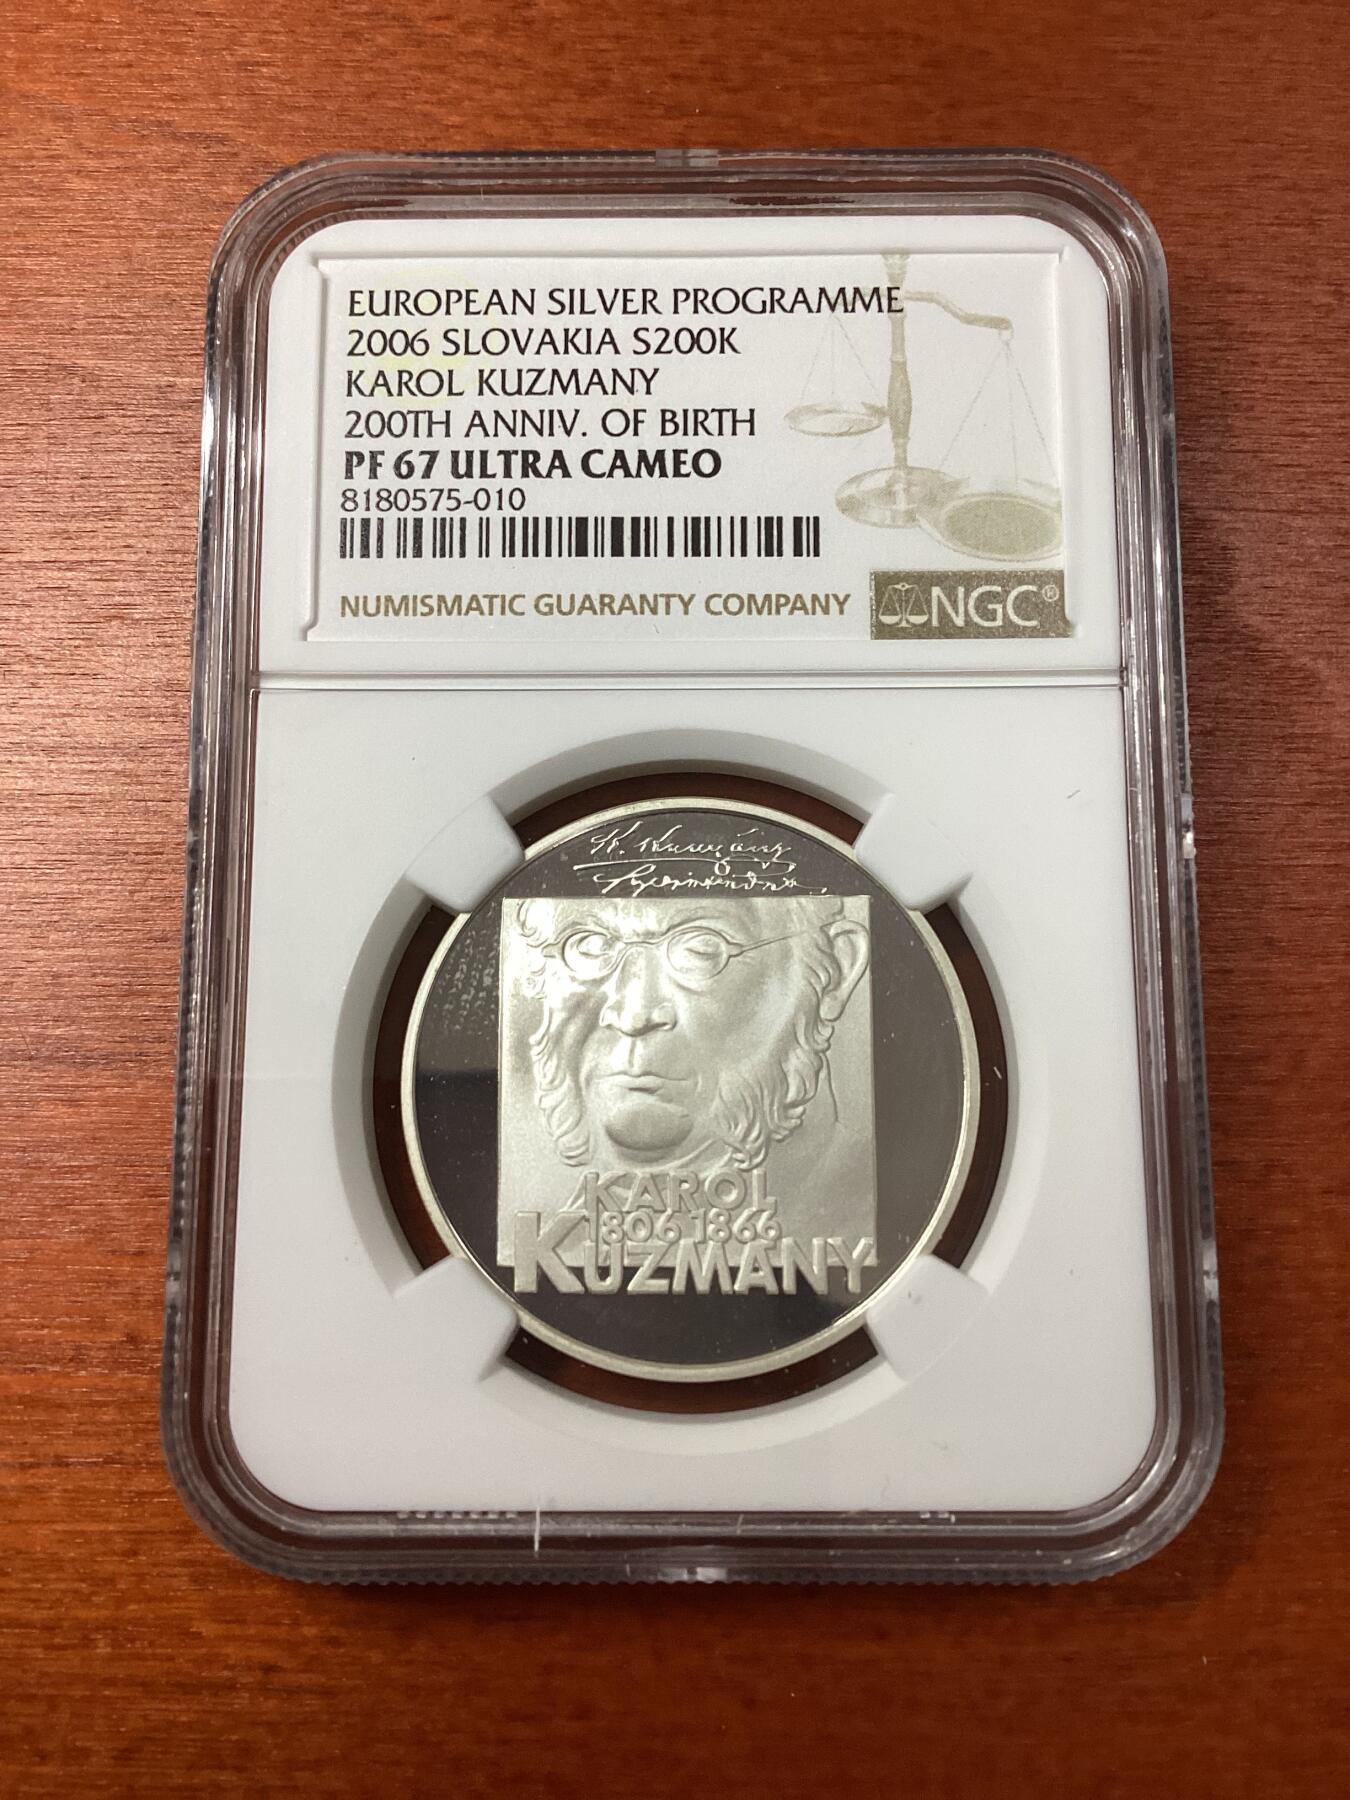 EUROPEAN SILVER PROGRAMME
2006 SLOVAKIA S200K
KAROL KUZMANY
200TH ANNIV. OF BIRTH
PF 67 ULTRA CAMEO
8180575-010
NUMISMATIC GUARANTY COMPANY
NGC®
KAROL
1806 1866
KUZMANY